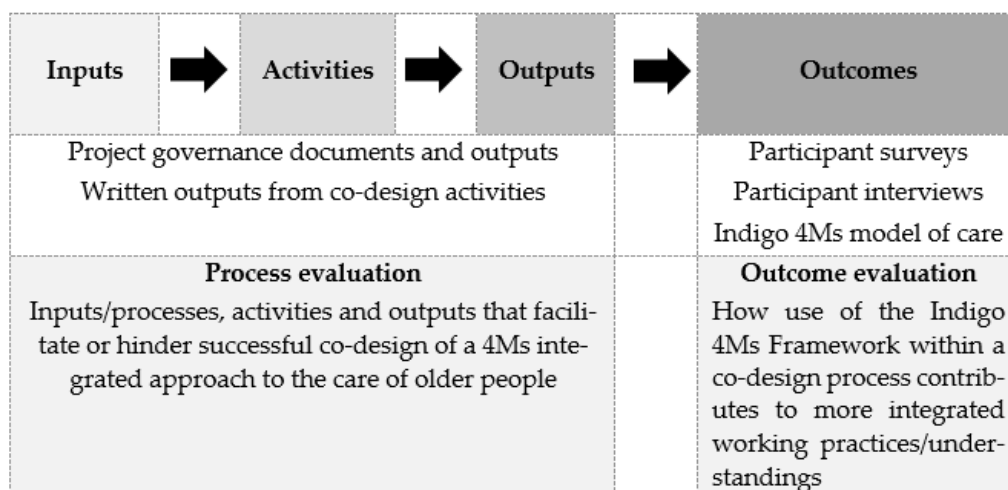 Inputs
Activities
Outputs
Outcomes
Project governance documents and outputs
Written outputs from co-design activities
Participant surveys
Participant interviews
Indigo 4Ms model of care
Process evaluation
Inputs/processes, activities and outputs that facili-
tate or hinder successful co-design of a 4Ms inte-
grated approach to the care of older people
Outcome evaluation
How use of the Indigo
4Ms Framework within a
co-design process contrib-
utes to more integrated
working practices/under-
standings